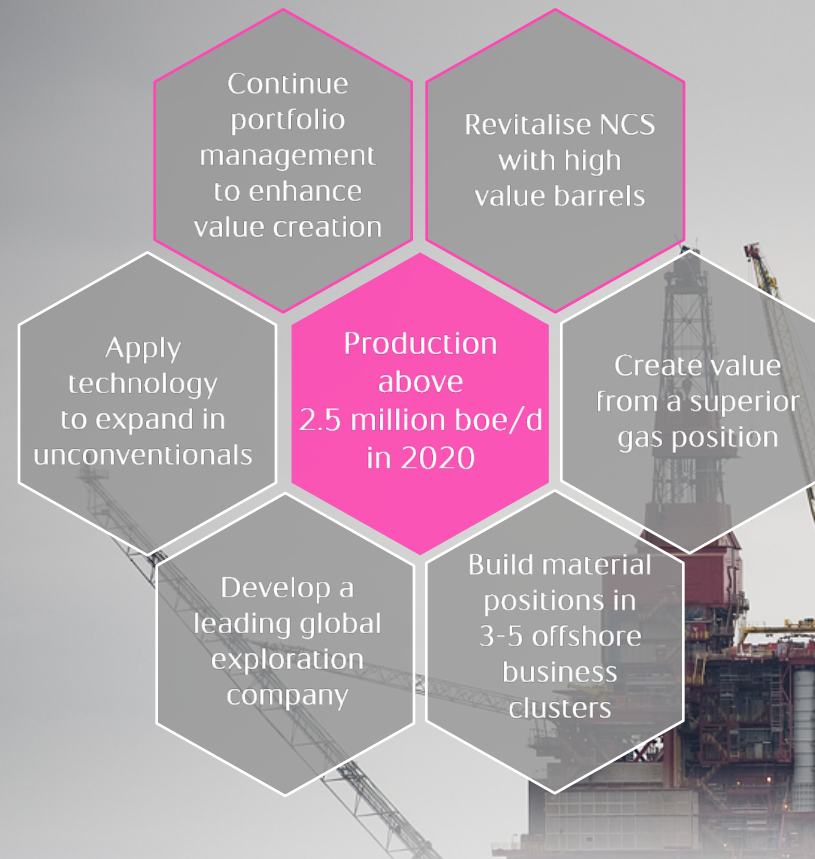 Continue
portfolio
management
to enhance
value creation
Revitalise NCS
with high
value barrels
Apply
technology
to expand in
unconventionals
Production
above
2.5 million boe/d
in 2020
Create value
from a superior
gas position
Develop a
leading global
exploration
company
Build material
positions in
3-5 offshore
business
clusters